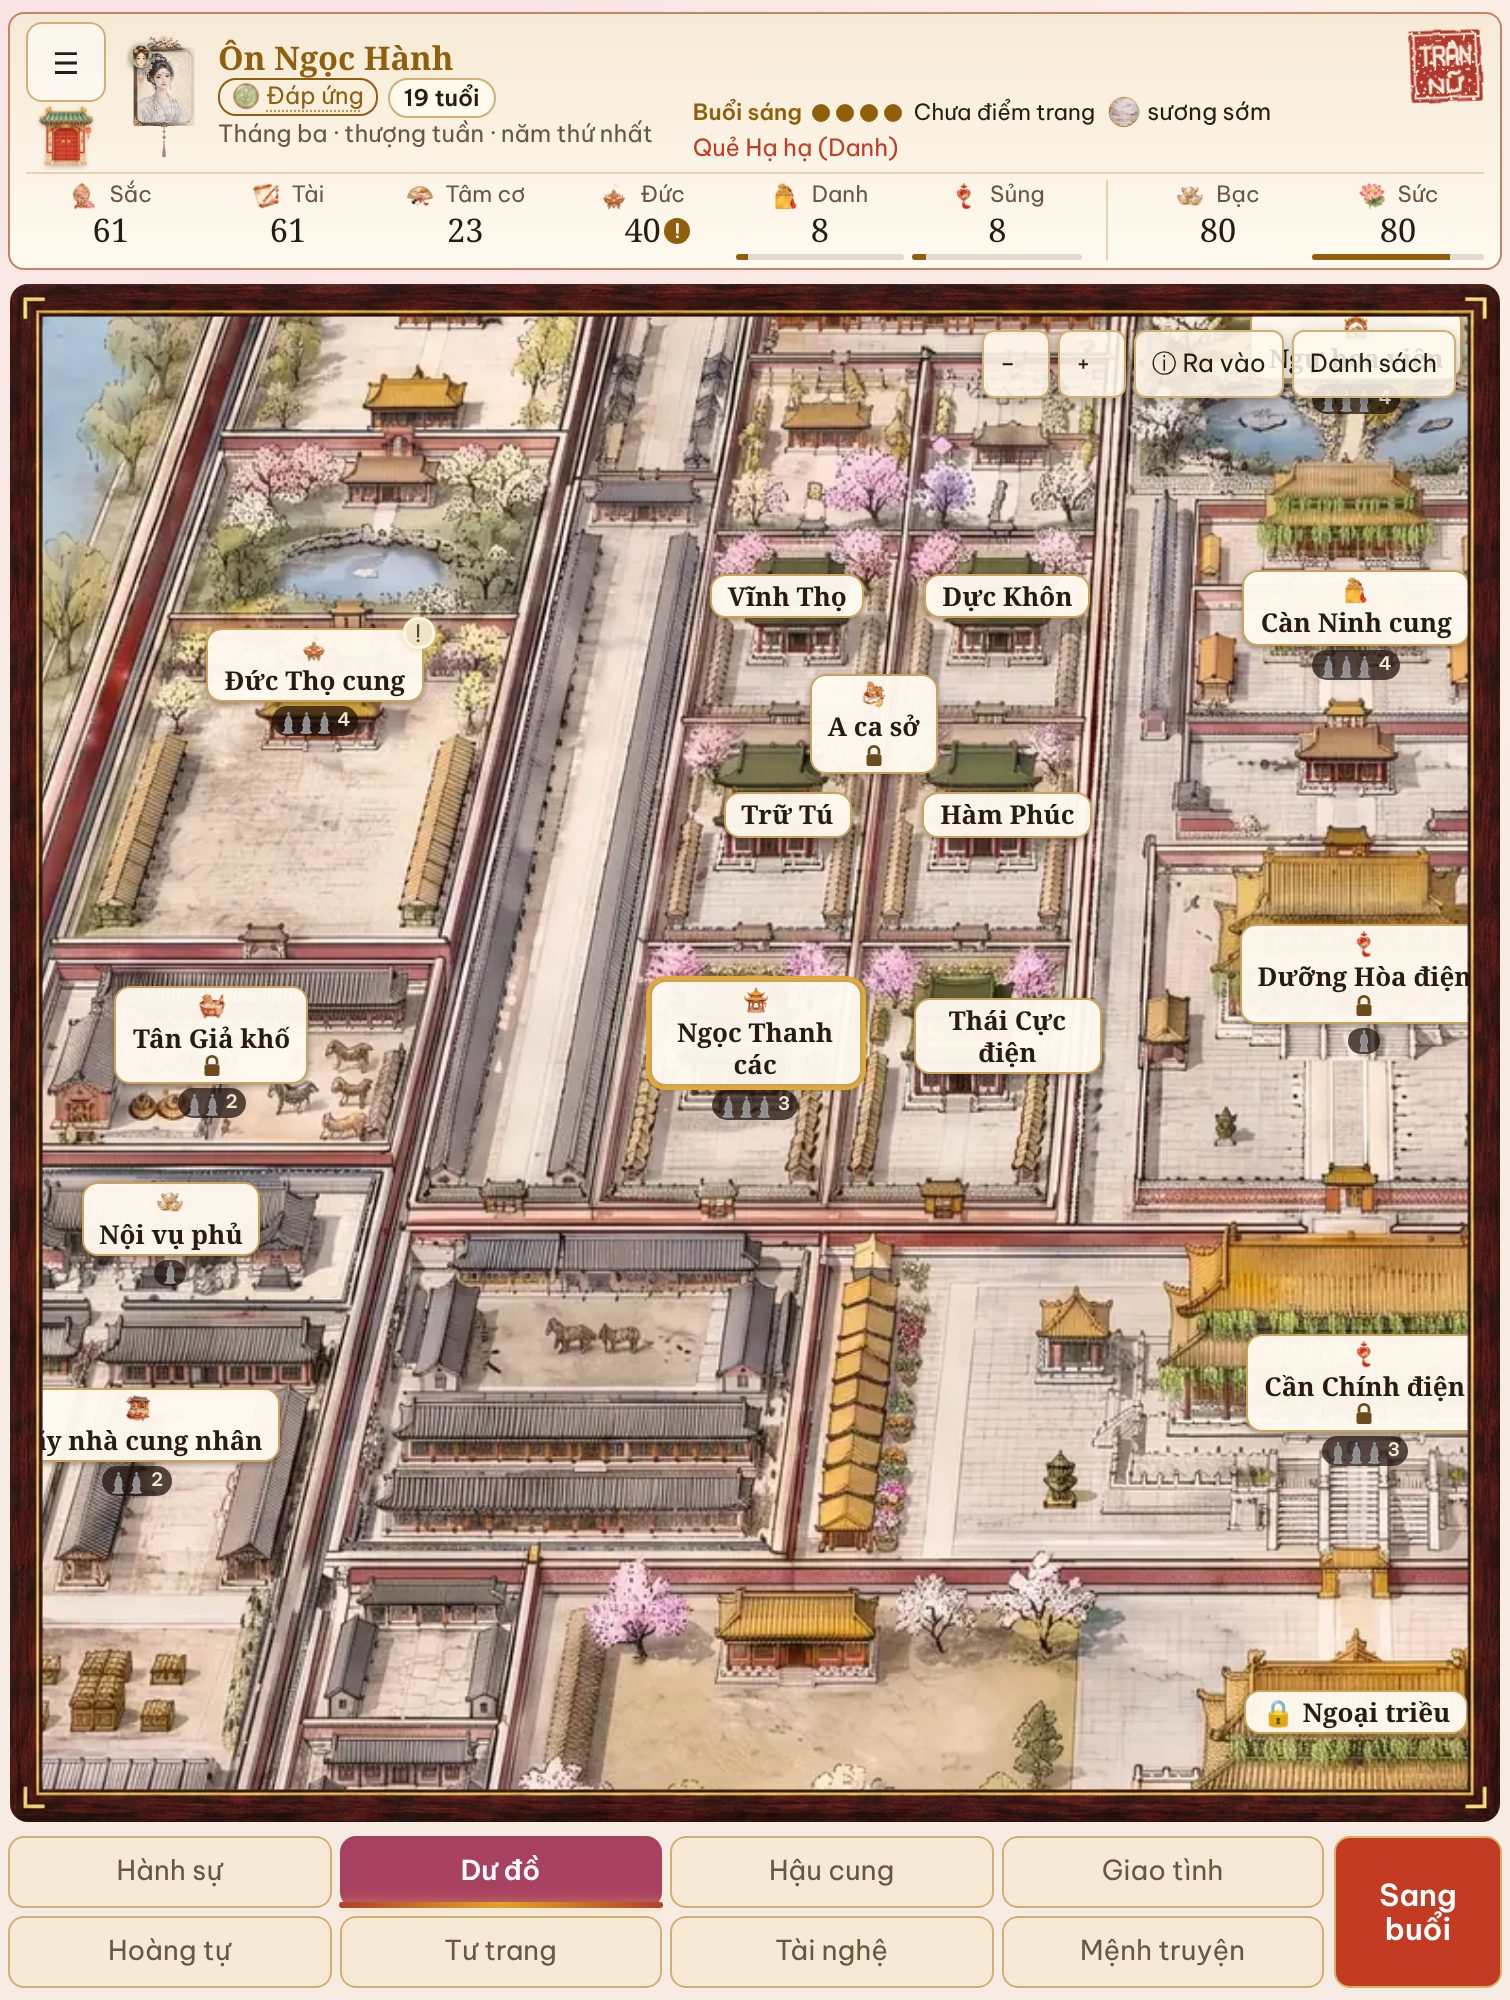 Ôn Ngọc Hành
Đáp ứng
19 tuổi
Tháng ba · thượng tuần · năm thứ nhất
Buổi sáng
Chưa điểm trang
sương sớm
Quẻ Hạ hạ (Danh)
TRÂN
NỮ
Sắc
61
Tài
61
Tâm cơ
23
Đức
40
!
Danh
8
Sủng
8
Bạc
80
Sức
80
−
+
ⓘ Ra vào
Danh sách
4
Vĩnh Thọ
Dực Khôn
Càn Ninh cung
4
!
Đức Thọ cung
4
A ca sở
Trữ Tú
Hàm Phúc
Dưỡng Hòa điện
Tân Giả khố
2
Ngọc Thanh
các
3
Thái Cực
điện
Nội vụ phủ
Cần Chính điện
3
nhà cung nhân
2
Ngoại triều
Hành sự
Dư đồ
Hậu cung
Giao tình
Sang
buổi
Hoàng tự
Tư trang
Tài nghệ
Mệnh truyện